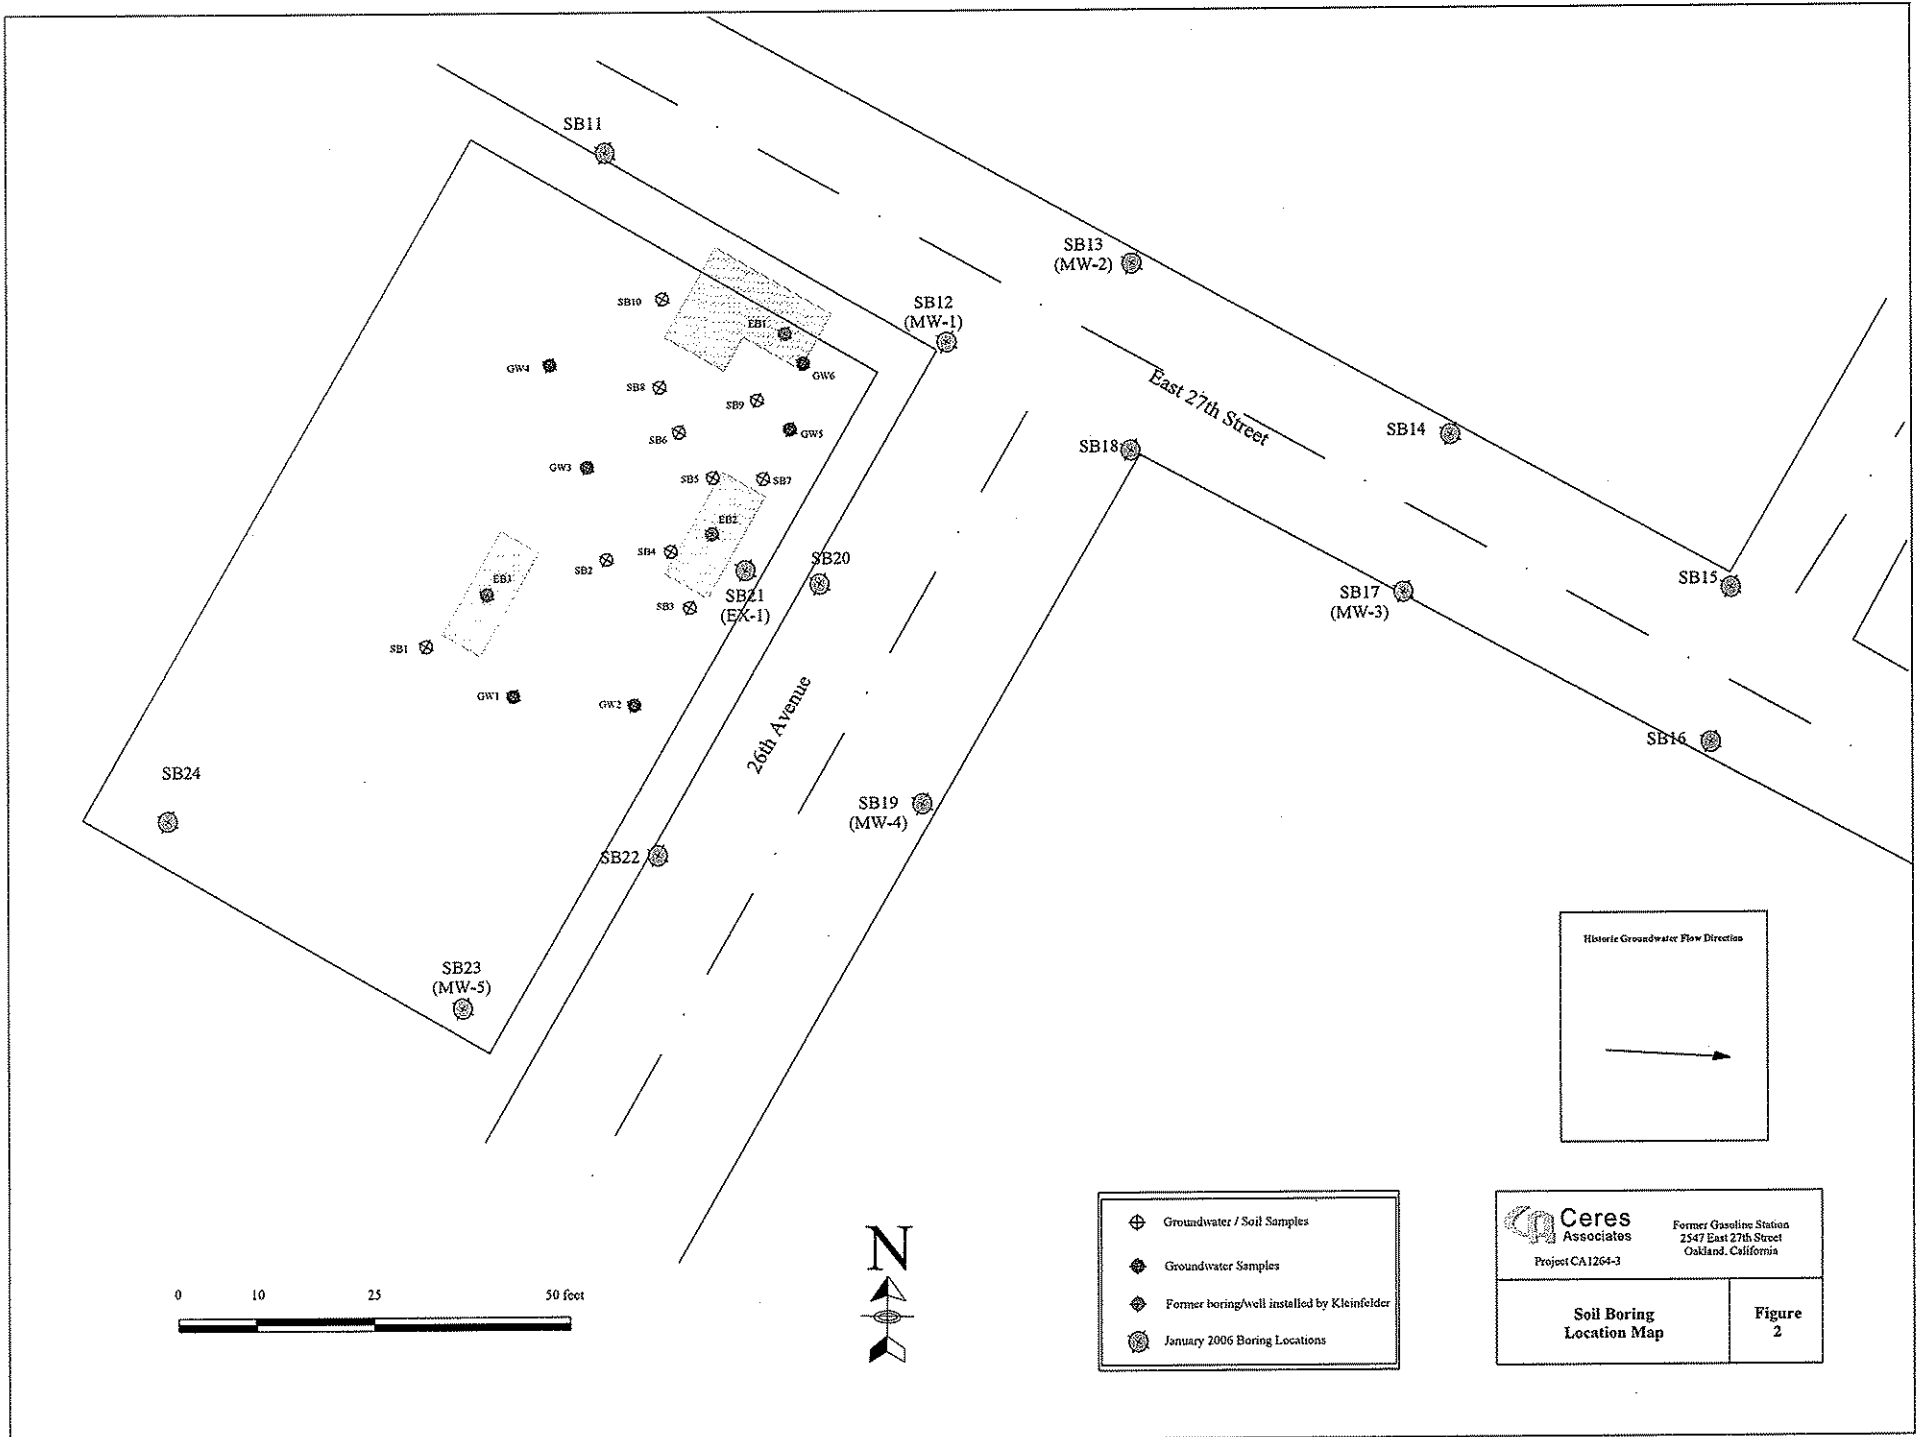 SB11
SB13
(MW-2)
SB10
SB12
(MW-1)
EB1
GW4
GW6
SB8
East 27th Street
SB9
SB14
SB6
GW5
SB18
GW3
SB5
SB7
EB2
SB4
SB2
SB20
SB15
EB3
SB21
(EX-1)
SB17
(MW-3)
SB3
SB1
GW1
GW2
26th Avenue
SB16
SB24
SB19
(MW-4)
SB22
Historic Groundwater Flow Direction
SB23
(MW-5)
N
0 10 25 50 feet
Groundwater / Soil Samples
Groundwater Samples
Former boring/well installed by Kleinfelder
January 2006 Boring Locations
CA
Ceres
Associates
Project CA1264-3
Former Gasoline Station
2547 East 27th Street
Oakland, California
Soil Boring
Location Map
Figure
2